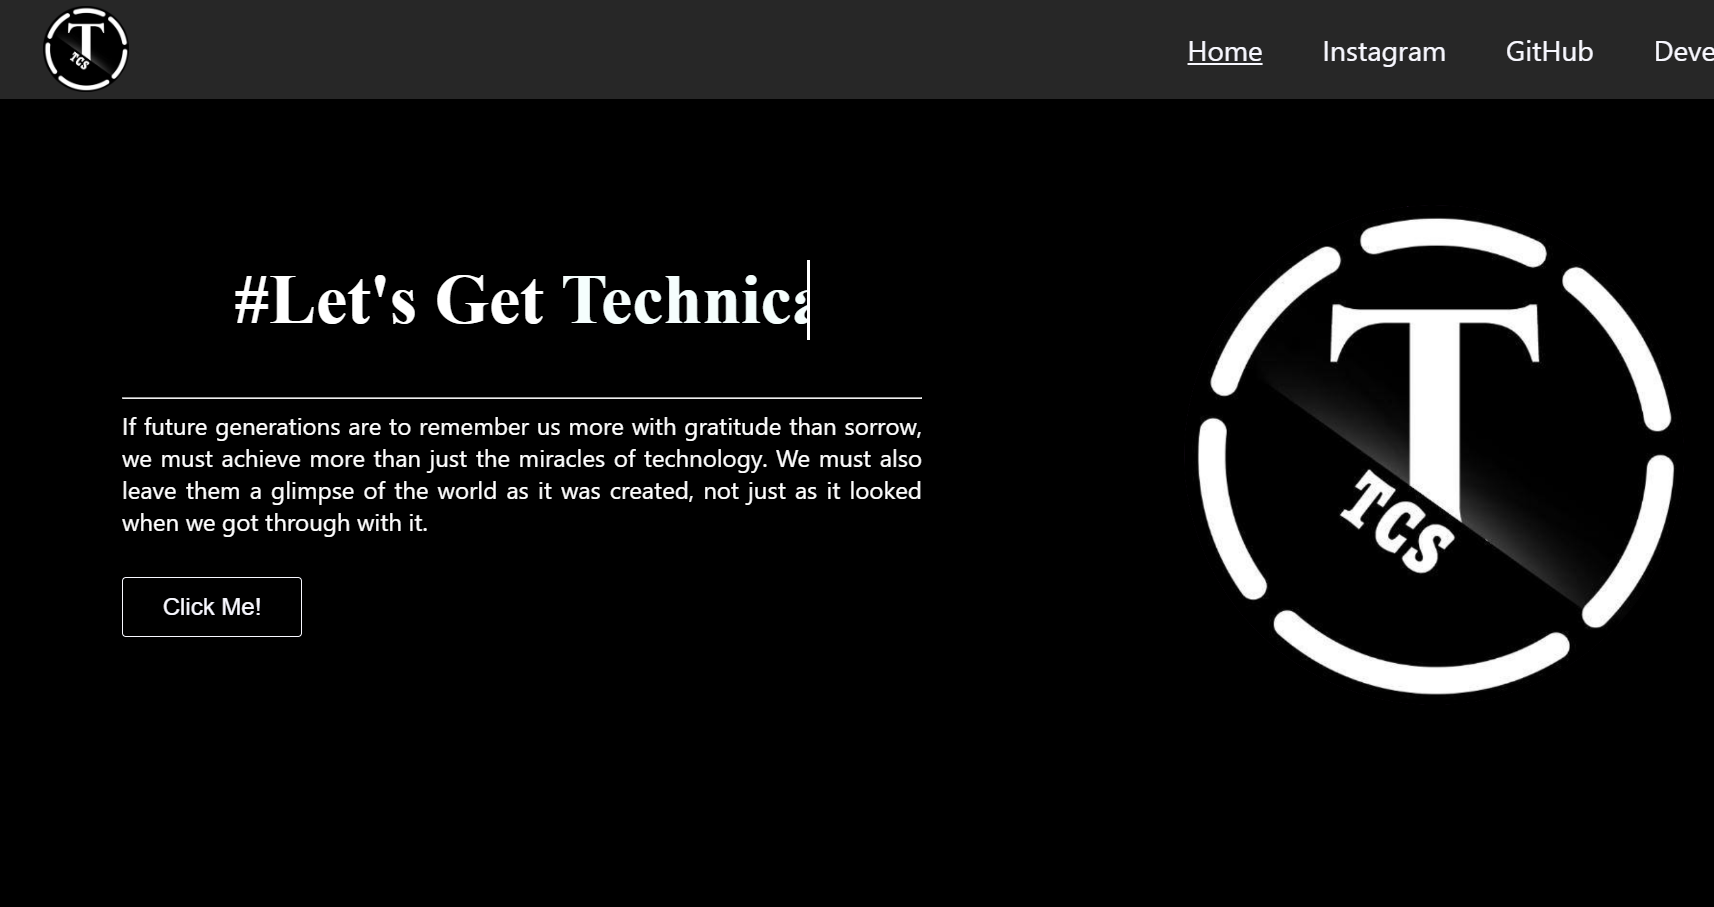 T
TCS
Home Instagram GitHub Deve
#Let's Get Technica
If future generations are to remember us more with gratitude than sorrow,
we must achieve more than just the miracles of technology. We must also
leave them a glimpse of the world as it was created, not just as it looked
when we got through with it.
Click Me!
T
TCS